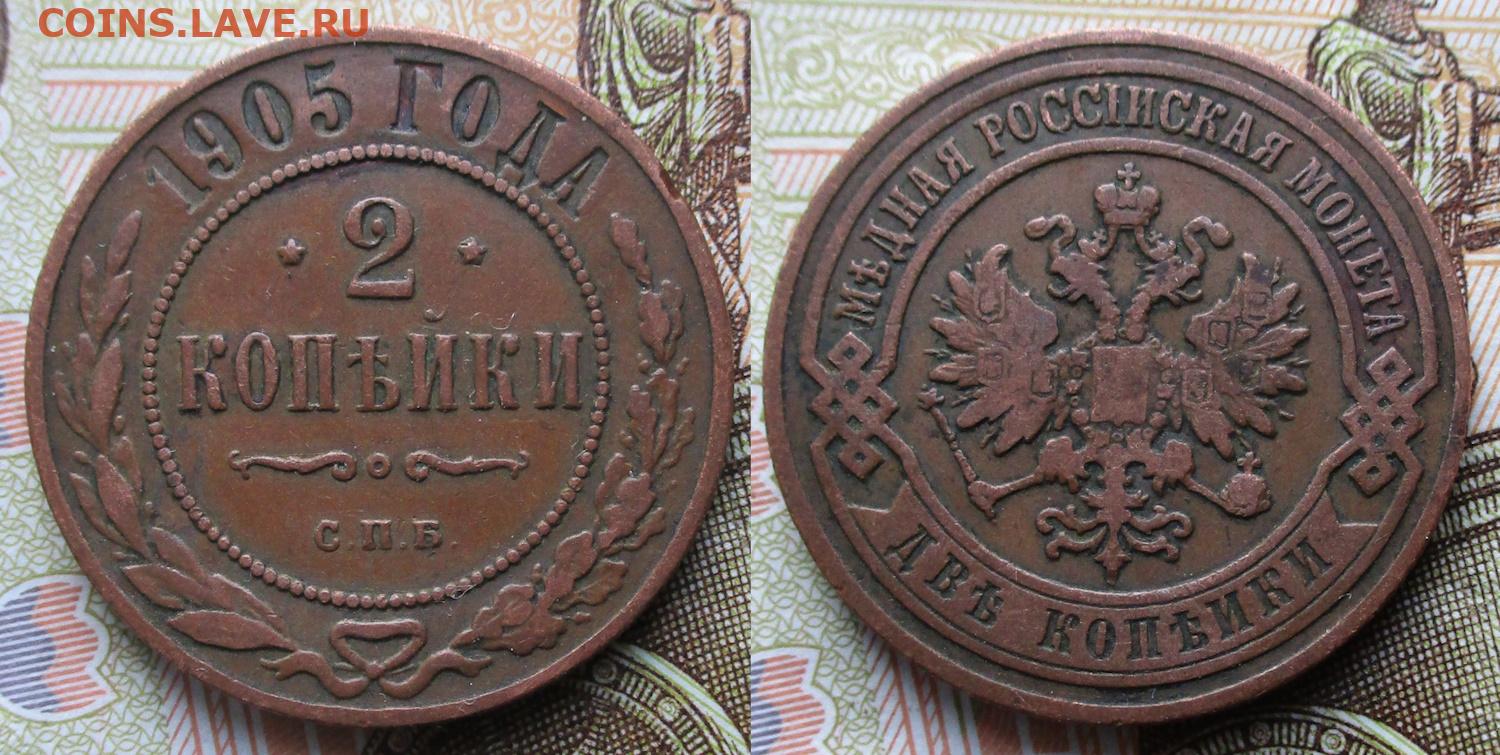 COINS.LAVE.RU
1905 ГОДА
2
КОПѢЙКИ
С.П.Б.
МѢДНАЯ РОССІЙСКАЯ МОНЕТА
ДВѢ КОПѢЙКИ